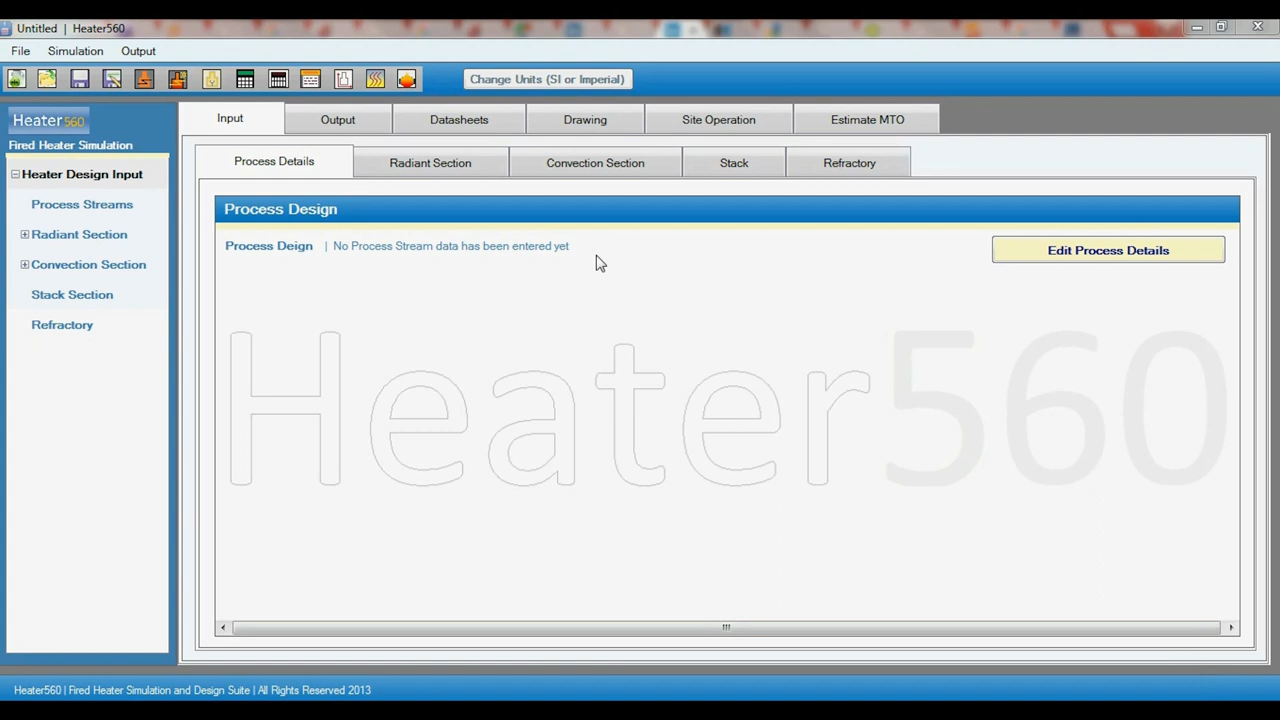 Untitled | Heater560
File Simulation Output
Change Units (SI or Imperial)
Heater560
Fired Heater Simulation
Heater Design Input
Process Streams
Radiant Section
Convection Section
Stack Section
Refractory
Input Output Datasheets Drawing Site Operation Estimate MTO
Process Details Radiant Section Convection Section Stack Refractory
Process Design
Process Deign | No Process Stream data has been entered yet
Edit Process Details
Heater560
Heater560 | Fired Heater Simulation and Design Suite | All Rights Reserved 2013